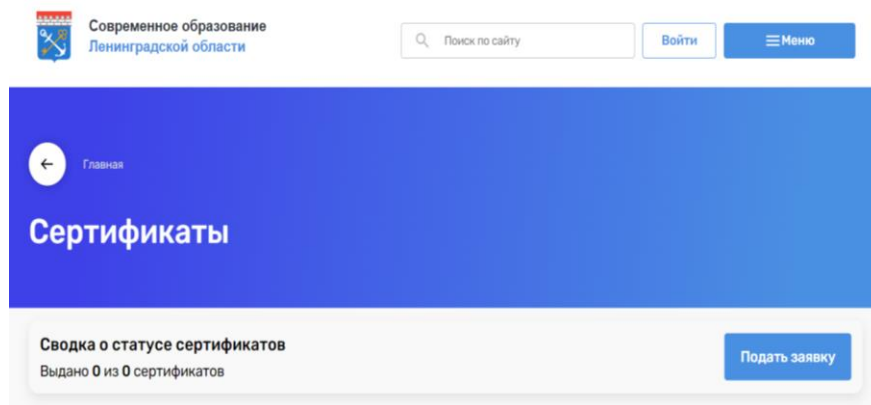 Современное образование
Ленинградской области
Поиск по сайту
Войти
Меню
Главная
Сертификаты
Сводка о статусе сертификатов
Выдано 0 из 0 сертификатов
Подать заявку